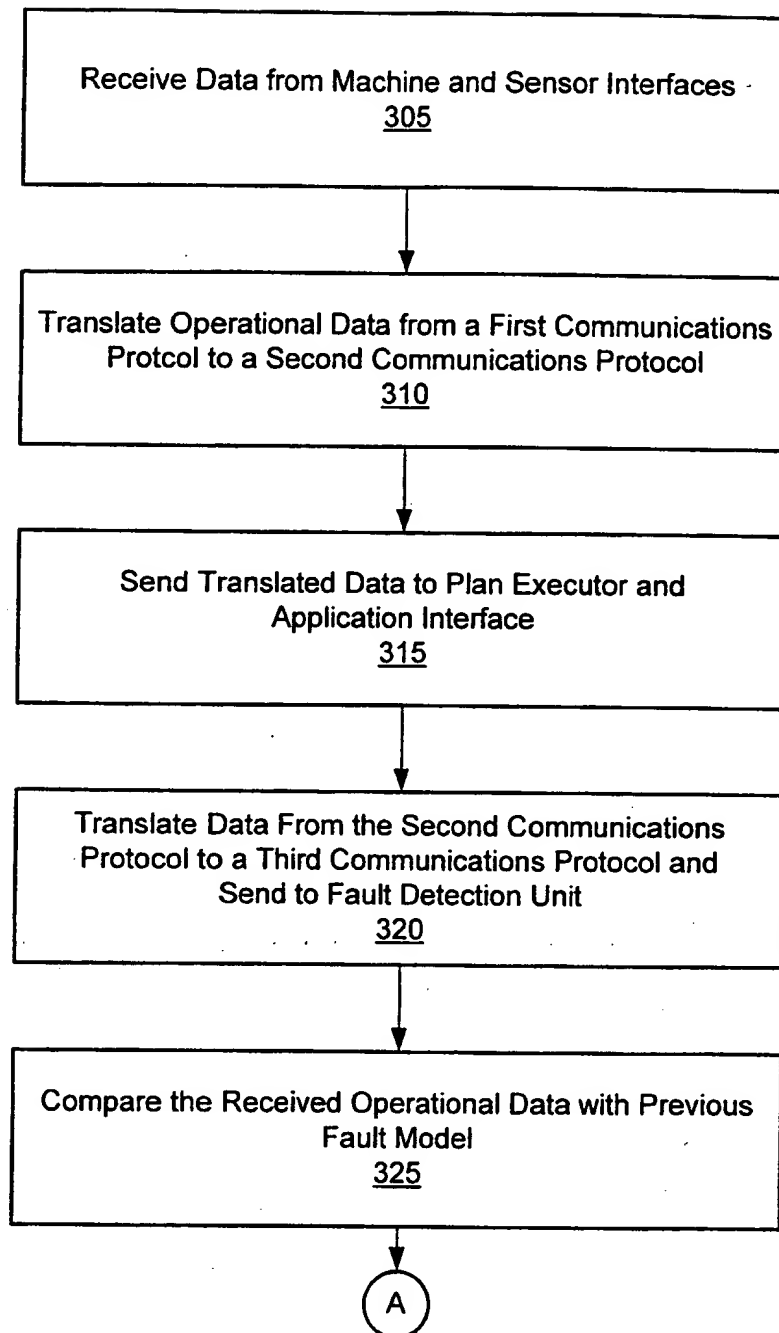 Receive Data from Machine and Sensor Interfaces
305
Translate Operational Data from a First Communications
Protcol to a Second Communications Protocol
310
Send Translated Data to Plan Executor and
Application Interface
315
Translate Data From the Second Communications
Protocol to a Third Communications Protocol and
Send to Fault Detection Unit
320
Compare the Received Operational Data with Previous
Fault Model
325
A